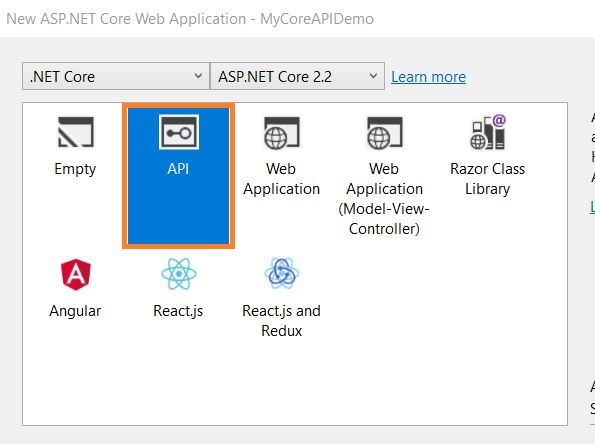 New ASP.NET Core Web Application - MyCoreAPIDemo
.NET Core ASP.NET Core 2.2 Learn more
Empty API Web Application Web Application (Model-View-Controller) Razor Class Library
Angular React.js React.js and Redux